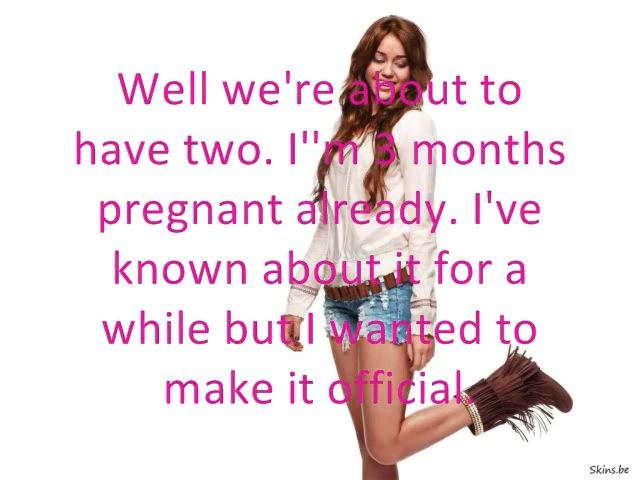 Well we're about to
have two. I''m 3 months
pregnant already. I've
known about it for a
while but I wanted to
make it official.
Skins.be